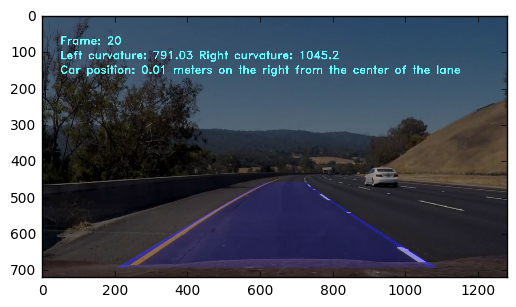 Frame: 20
Left curvature: 791.03 Right curvature: 1045.2
Car position: 0.01 meters on the right from the center of the lane
0
100
200
300
400
500
600
700
0 200 400 600 800 1000 1200